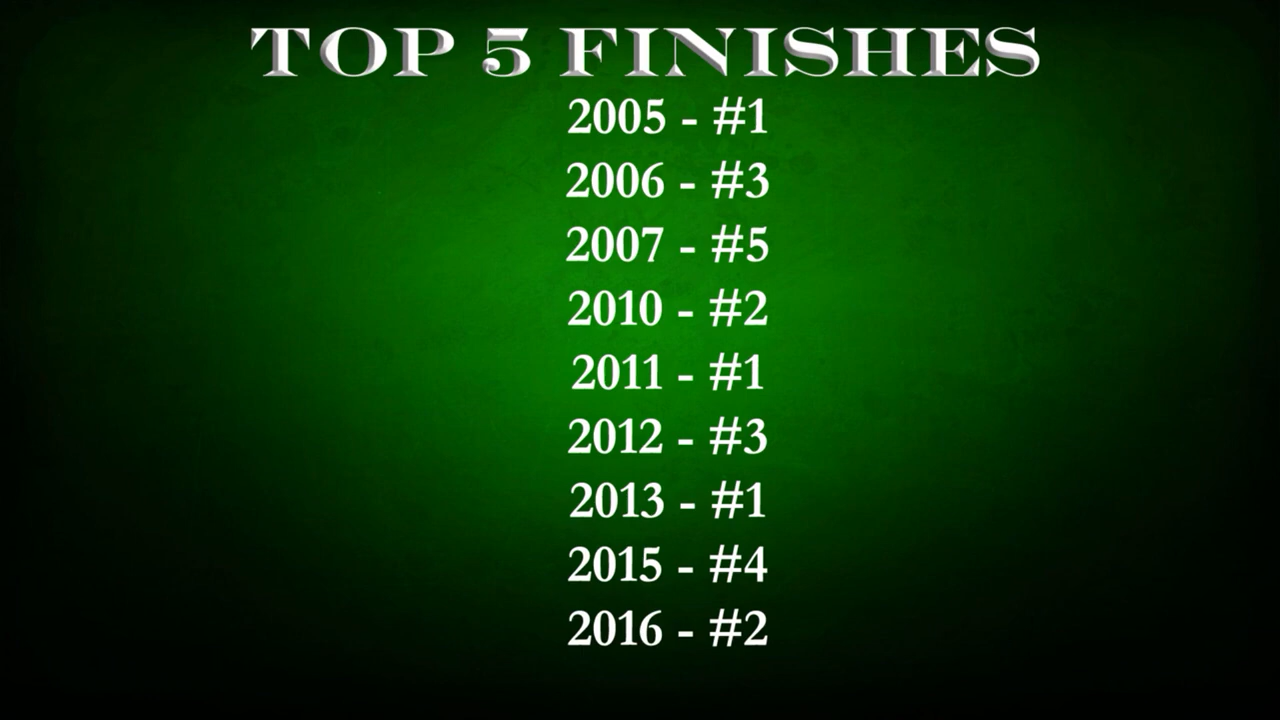 TOP 5 FINISHES
2005 - #1
2006 - #3
2007 - #5
2010 - #2
2011 - #1
2012 - #3
2013 - #1
2015 - #4
2016 - #2